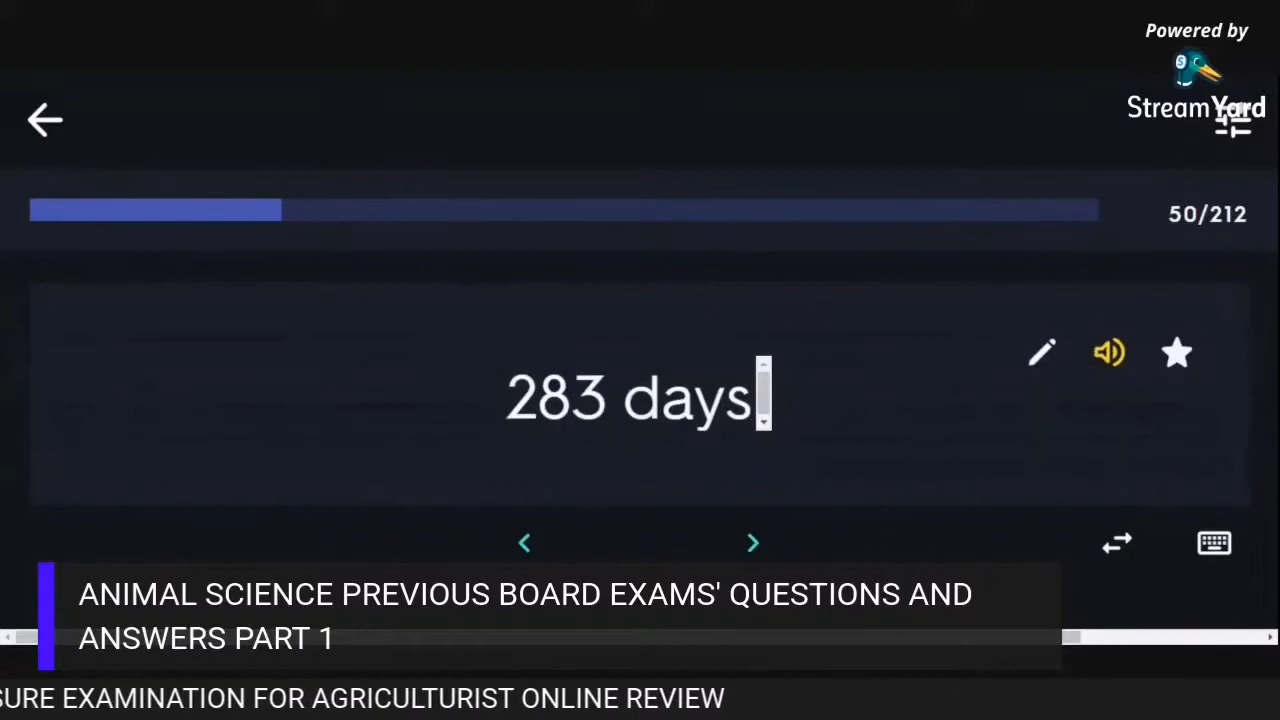 Powered by
StreamYard
50/212
283 days
ANIMAL SCIENCE PREVIOUS BOARD EXAMS' QUESTIONS AND
ANSWERS PART 1
SURE EXAMINATION FOR AGRICULTURIST ONLINE REVIEW